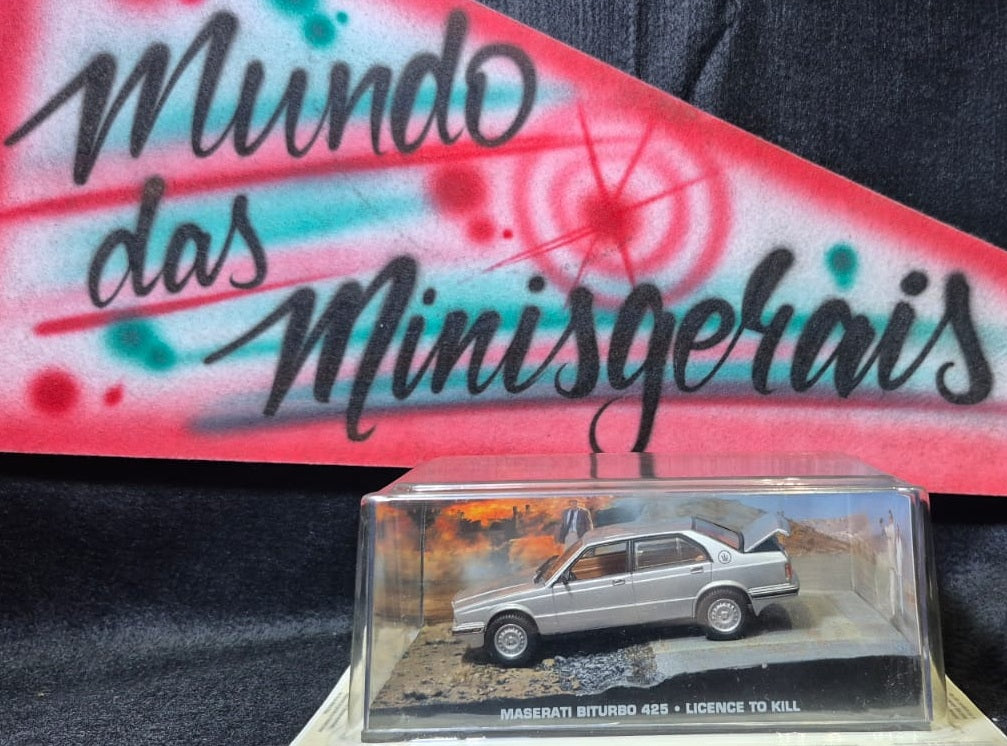 Mundo
das
Minisgerais
MASERATI BITURBO 425 • LICENCE TO KILL